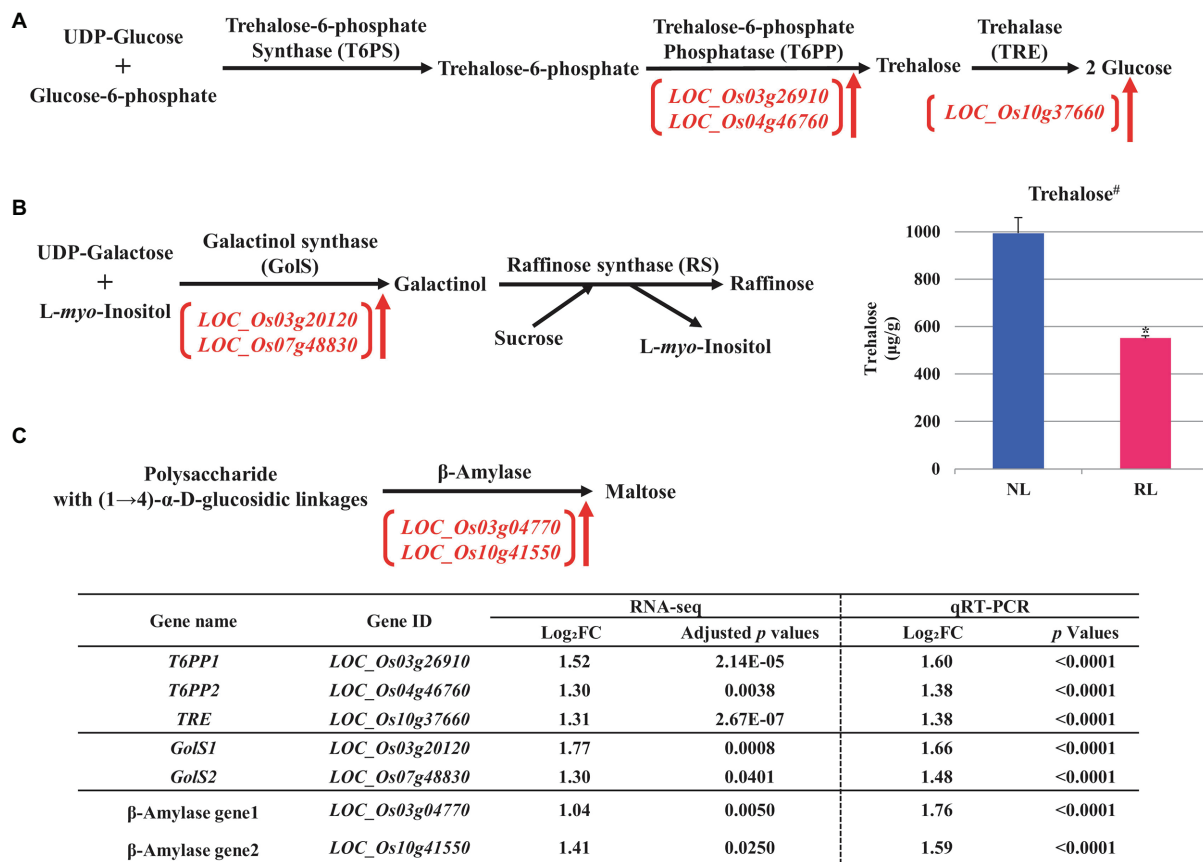 A
UDP-Glucose
+
Glucose-6-phosphate
Trehalose-6-phosphate
Synthase (T6PS)
Trehalose-6-phosphate
Trehalose-6-phosphate
Phosphatase (T6PP)
LOC_Os03g26910
LOC_Os04g46760
Trehalose
Trehalase
(TRE)
LOC_Os10g37660
2 Glucose
B
UDP-Galactose
+
L-myo-Inositol
Galactinol synthase
(GolS)
LOC_Os03g20120
LOC_Os07g48830
Galactinol
Raffinose synthase (RS)
Sucrose
L-myo-Inositol
Raffinose
Trehalose#
Trehalose
(µg/g)
1000
800
600
400
200
0
*
NL RL
C
Polysaccharide
with (1→4)-α-D-glucosidic linkages
β-Amylase
LOC_Os03g04770
LOC_Os10g41550
Maltose
Gene name Gene ID RNA-seq qRT-PCR
Log₂FC Adjusted p values Log₂FC p Values
T6PP1 LOC_Os03g26910 1.52 2.14E-05 1.60 <0.0001
T6PP2 LOC_Os04g46760 1.30 0.0038 1.38 <0.0001
TRE LOC_Os10g37660 1.31 2.67E-07 1.38 <0.0001
GolS1 LOC_Os03g20120 1.77 0.0008 1.66 <0.0001
GolS2 LOC_Os07g48830 1.30 0.0401 1.48 <0.0001
β-Amylase gene1 LOC_Os03g04770 1.04 0.0050 1.76 <0.0001
β-Amylase gene2 LOC_Os10g41550 1.41 0.0250 1.59 <0.0001